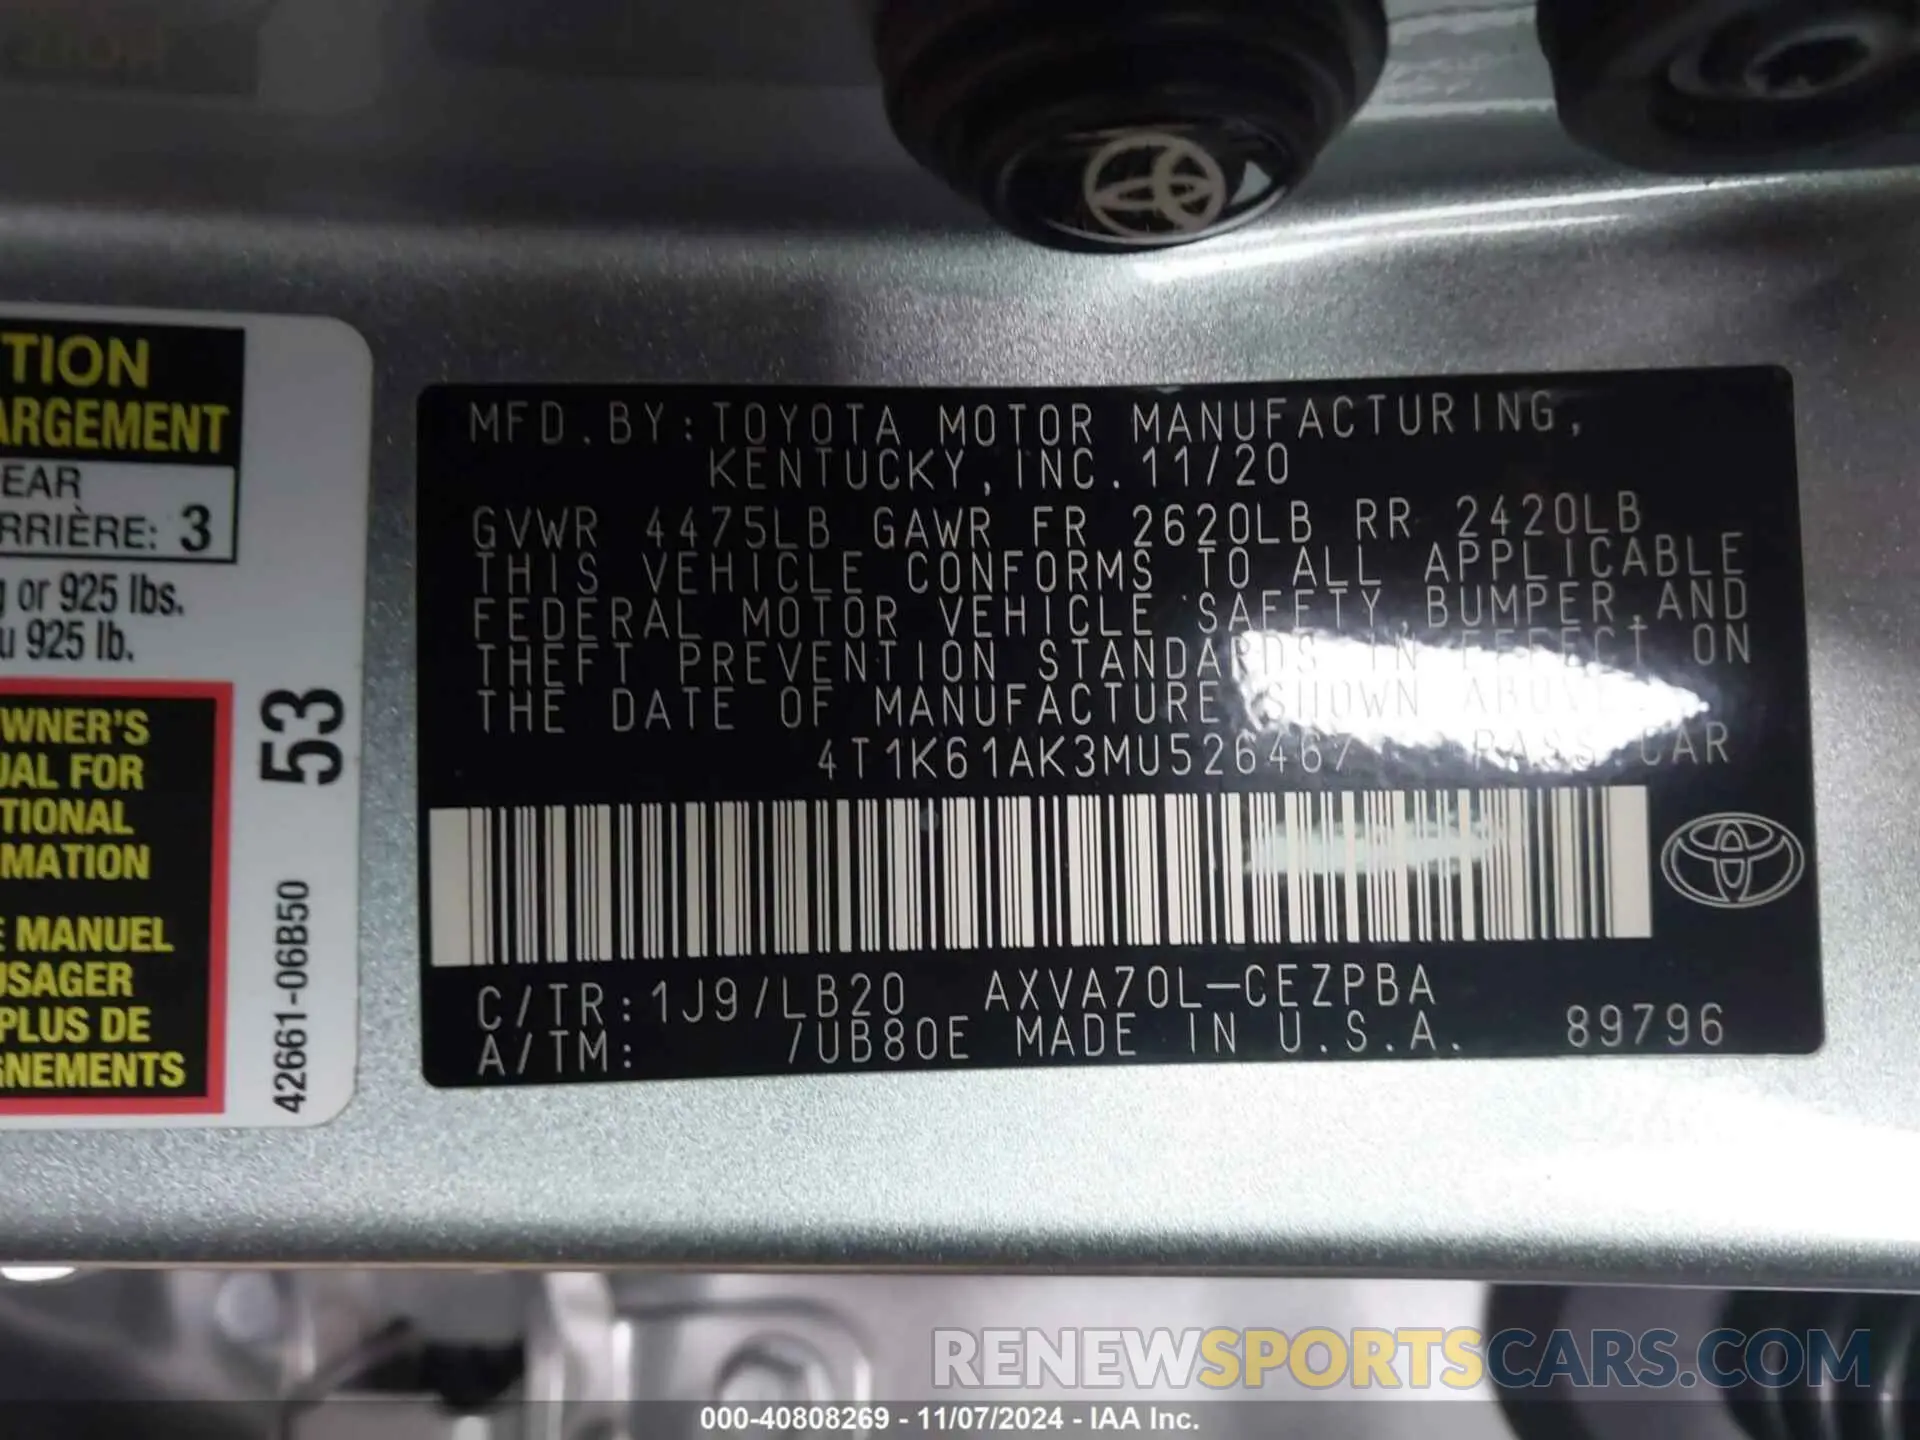 TION
ARGEMENT
EAR
RRIÈRE: 3
g or 925 lbs.
u 925 lb.
WNER'S
UAL FOR
TIONAL
MATION
E MANUEL
USAGER
PLUS DE
GNEMENTS
53
42661-06B50
MFD.BY:TOYOTA MOTOR MANUFACTURING,
KENTUCKY,INC.11/20
GVWR 4475LB GAWR FR 2620LB RR 2420LB
THIS VEHICLE CONFORMS TO ALL APPLICABLE
FEDERAL MOTOR VEHICLE SAFETY,BUMPER,AND
THEFT PREVENTION STANDARDS IN EFFECT ON
THE DATE OF MANUFACTURE SHOWN ABOVE.
4T1K61AK3MU526467 PASS.CAR
C/TR:1J9/LB20 AXVA70L-CEZPBA
A/TM: /UB80E MADE IN U.S.A. 89796
RENEWSPORTSCARS.COM
000-40808269 - 11/07/2024 - IAA Inc.